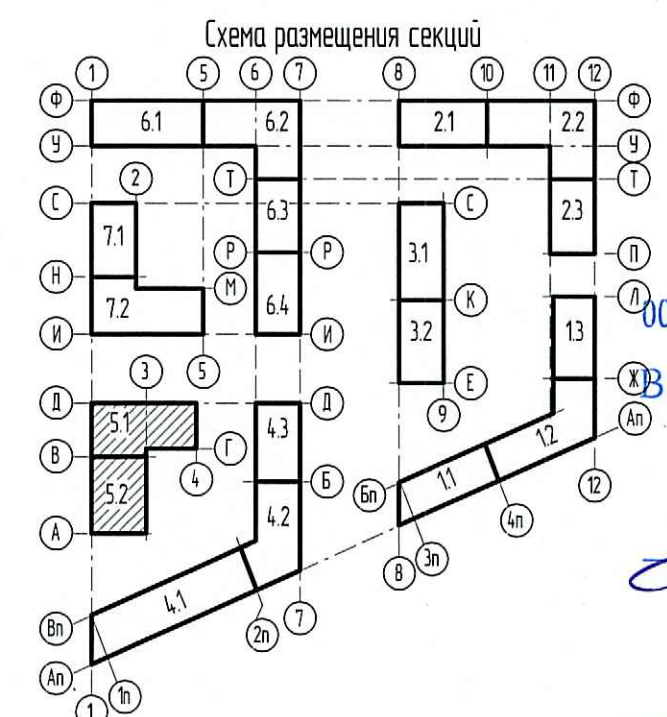 Схема размещения секций
1 5 6 7 8 10 11 12
Ф 6.1 6.2 2.1 2.2 Ф
У У
2 Т Т
С С
7.1 6.3 3.1 2.3
Р Р П
Н М К Л
7.2 6.4 1.3
И И
3 5 3.2
Д Д Е Ж В
5.1 4.3 9 Ап
В Г 1.2
4 Б Бп 1.1
5.2 4п 12
А 4.2 3п
8
4.1
Вп 2п 7
Ап 1п
1